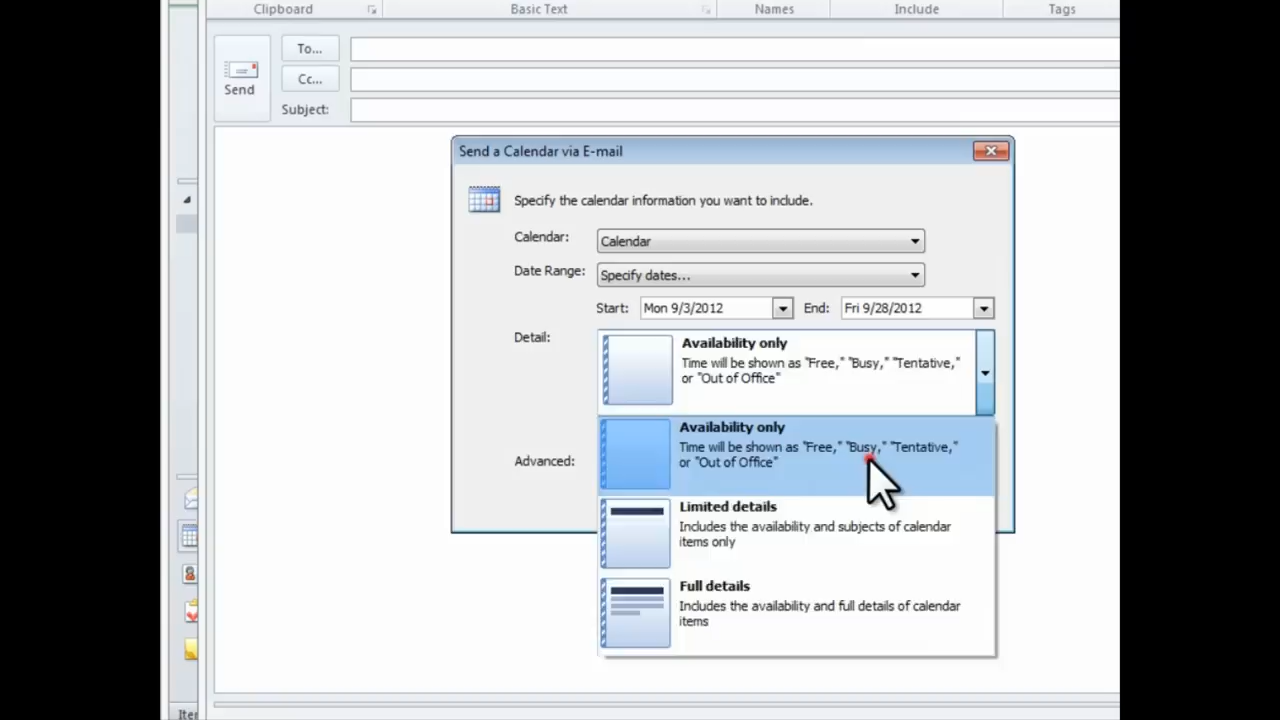 Clipboard
Basic Text
Names
Include
Tags
To...
Send
Cc...
Subject:
Send a Calendar via E-mail
Specify the calendar information you want to include.
Calendar: Calendar
Date Range: Specify dates...
Start: Mon 9/3/2012 End: Fri 9/28/2012
Detail:
Availability only
Time will be shown as "Free," "Busy," "Tentative,"
or "Out of Office"
Availability only
Time will be shown as "Free," "Busy," "Tentative,"
or "Out of Office"
Advanced:
Limited details
Includes the availability and subjects of calendar
items only
Full details
Includes the availability and full details of calendar
items